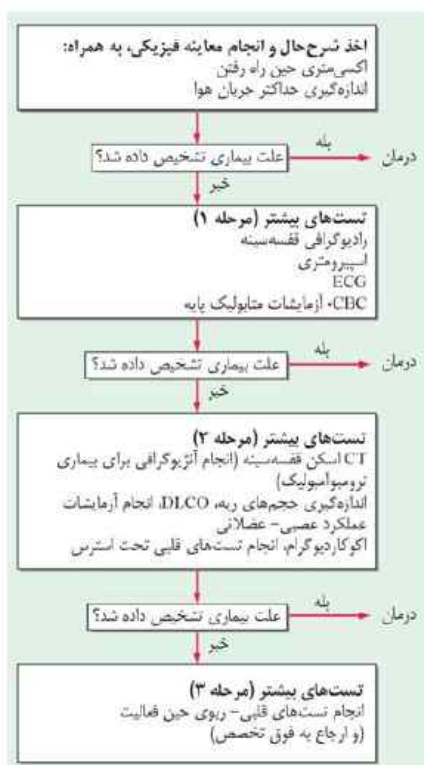 اخذ شرح‌حال و انجام معاینه فیزیکی، به همراه:
اکسی‌متری حین راه رفتن
اندازه‌گیری حداکثر جریان هوا
علت بیماری تشخیص داده شد؟
بله
درمان
خیر
تست‌های بیشتر (مرحله ۱)
رادیوگرافی قفسه‌سینه
اسپیرومتری
ECG
CBC، آزمایشات متابولیک پایه
علت بیماری تشخیص داده شد؟
بله
درمان
خیر
تست‌های بیشتر (مرحله ۲)
CT اسکن قفسه‌سینه (انجام آنژیوگرافی برای بیماری
ترومبوآمبولیک)
اندازه‌گیری حجم‌های ریه، DLCO، انجام آزمایشات
عملکرد عصبی- عضلانی
اکوکاردیوگرام، انجام تست‌های قلبی تحت استرس
علت بیماری تشخیص داده شد؟
بله
درمان
خیر
تست‌های بیشتر (مرحله ۳)
انجام تست‌های قلبی- ریوی حین فعالیت
(و ارجاع به فوق تخصص)